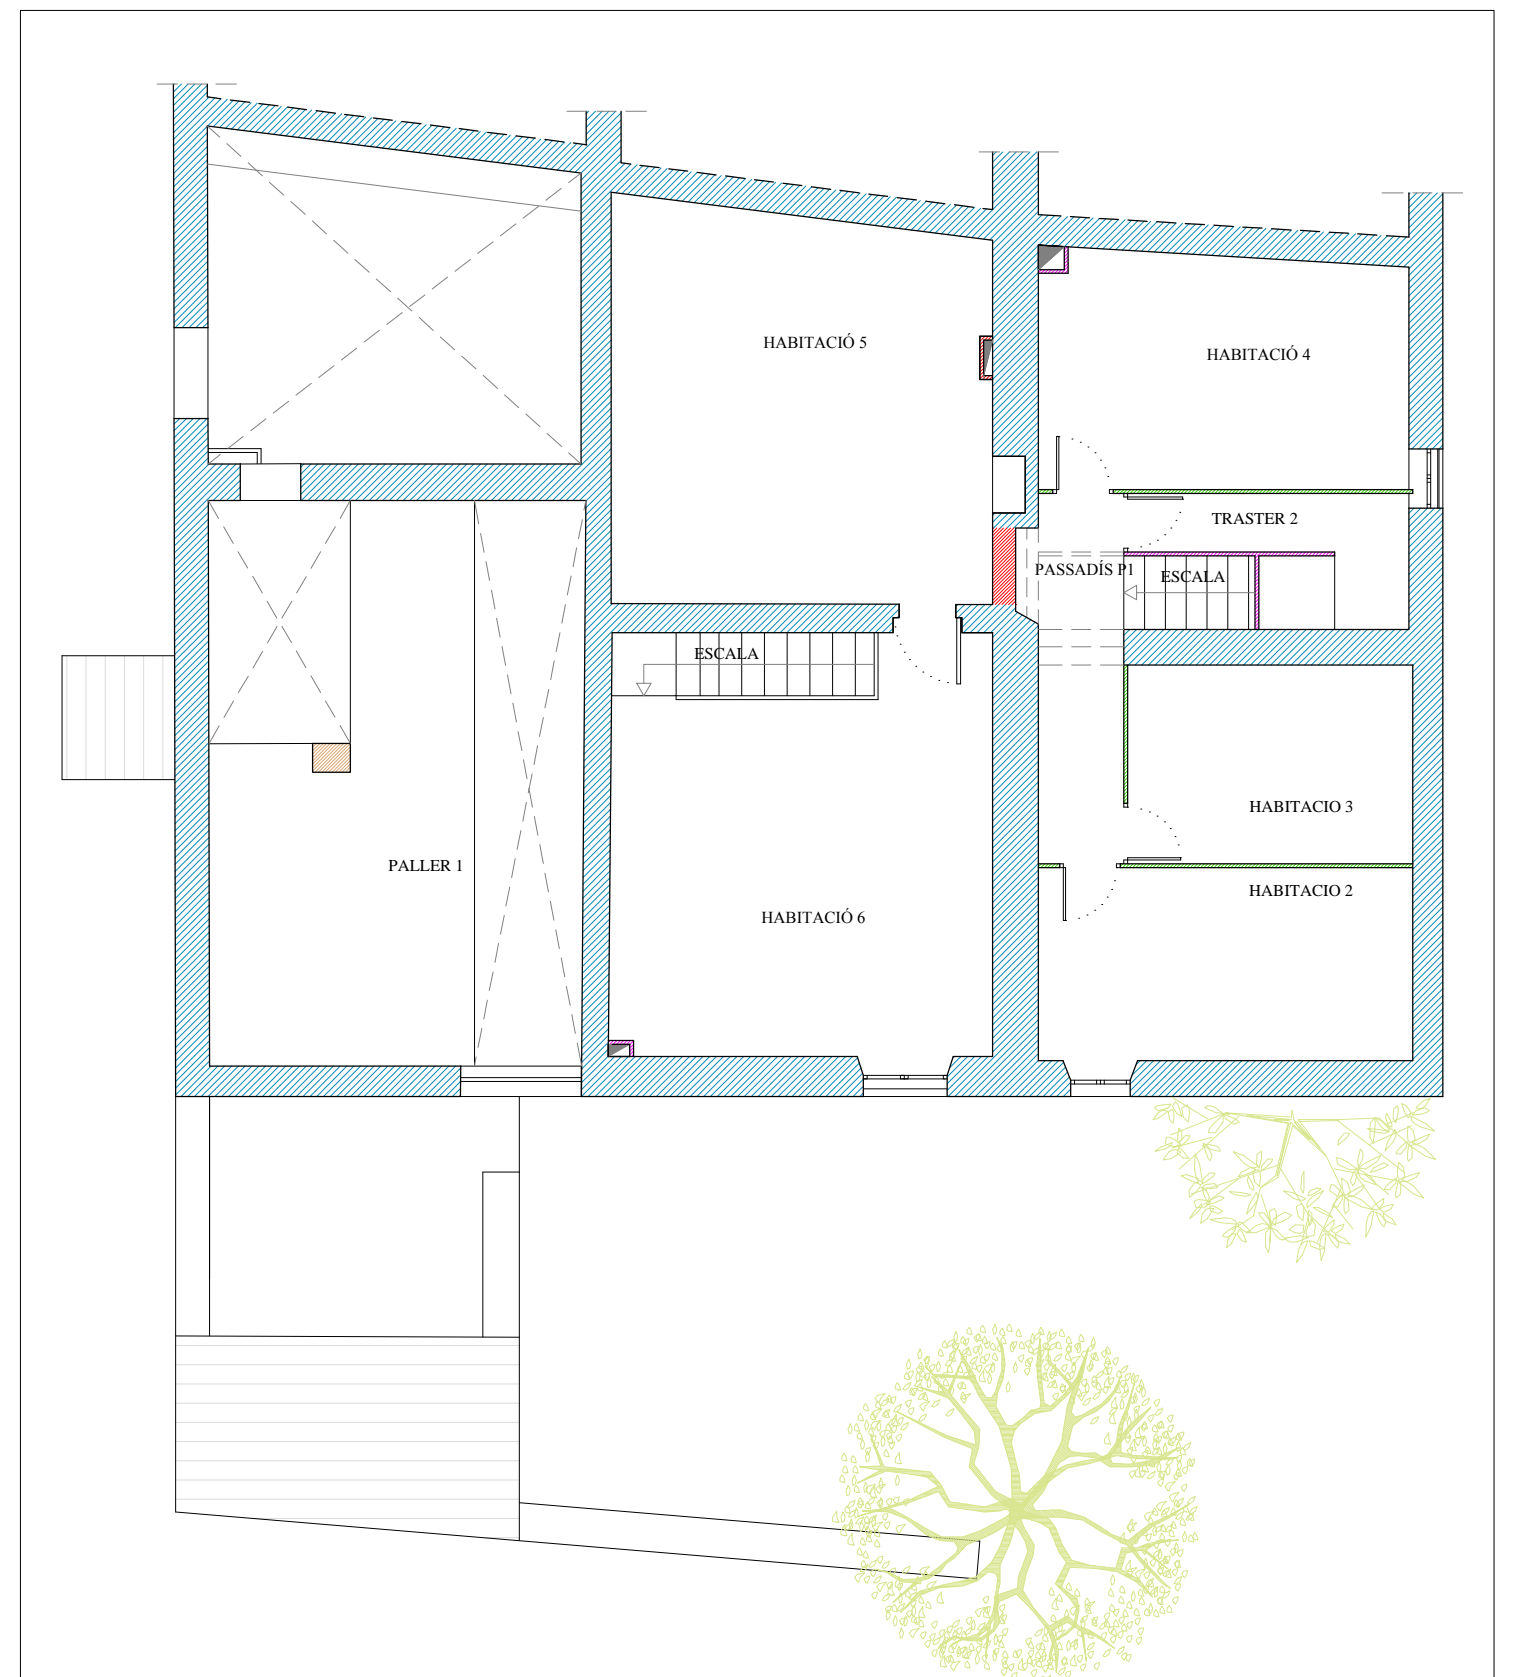 HABITACIÓ 5
HABITACIÓ 4
TRASTER 2
PASSADÍS P1
ESCALA
ESCALA
HABITACIO 3
PALLER 1
HABITACIO 2
HABITACIÓ 6